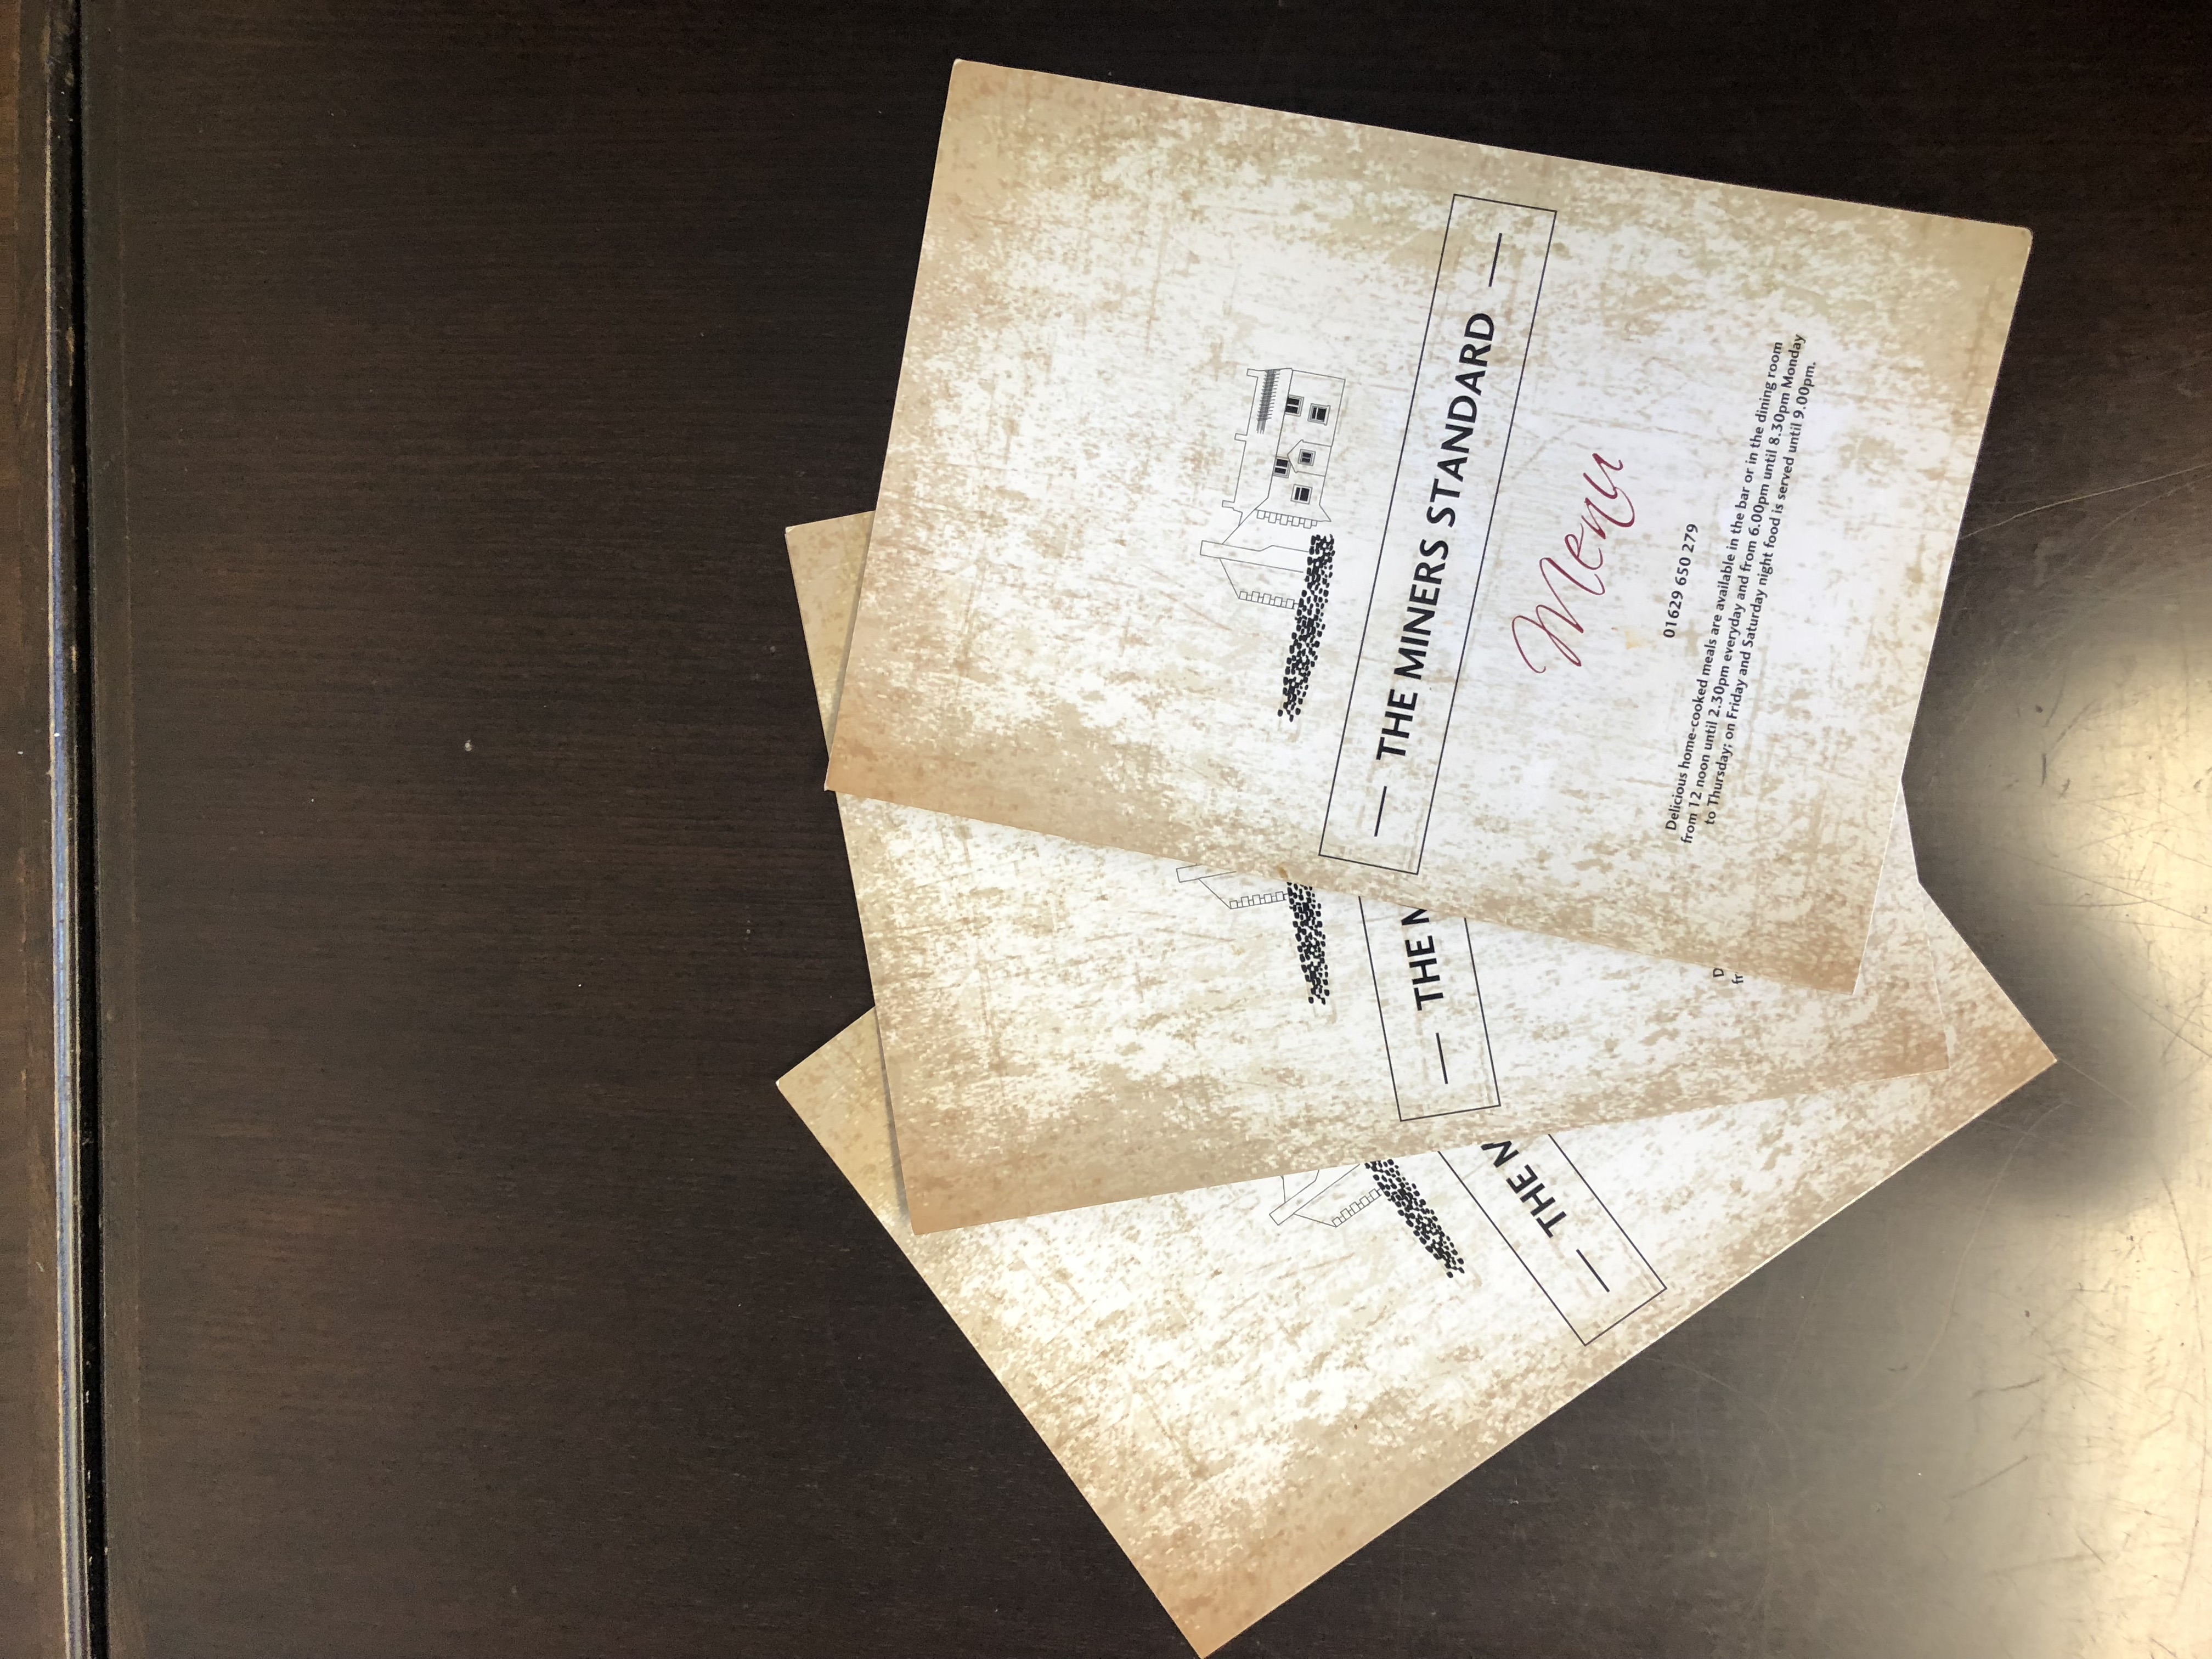 THE M
THE M
D
fr
— THE MINERS STANDARD —
Menu
01629 650 279
Delicious home-cooked meals are available in the bar or in the dining room
from 12 noon until 2.30pm everyday and from 6.00pm until 8.30pm Monday
to Thursday; on Friday and Saturday night food is served until 9.00pm.